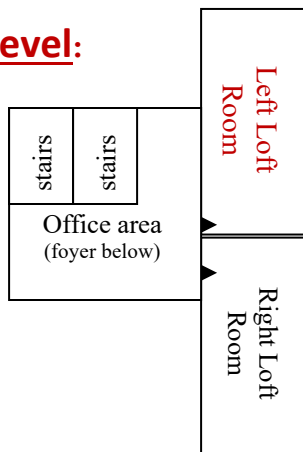 evel:
Left Loft
Room
stairs
stairs
Office area
(foyer below)
Right Loft
Room